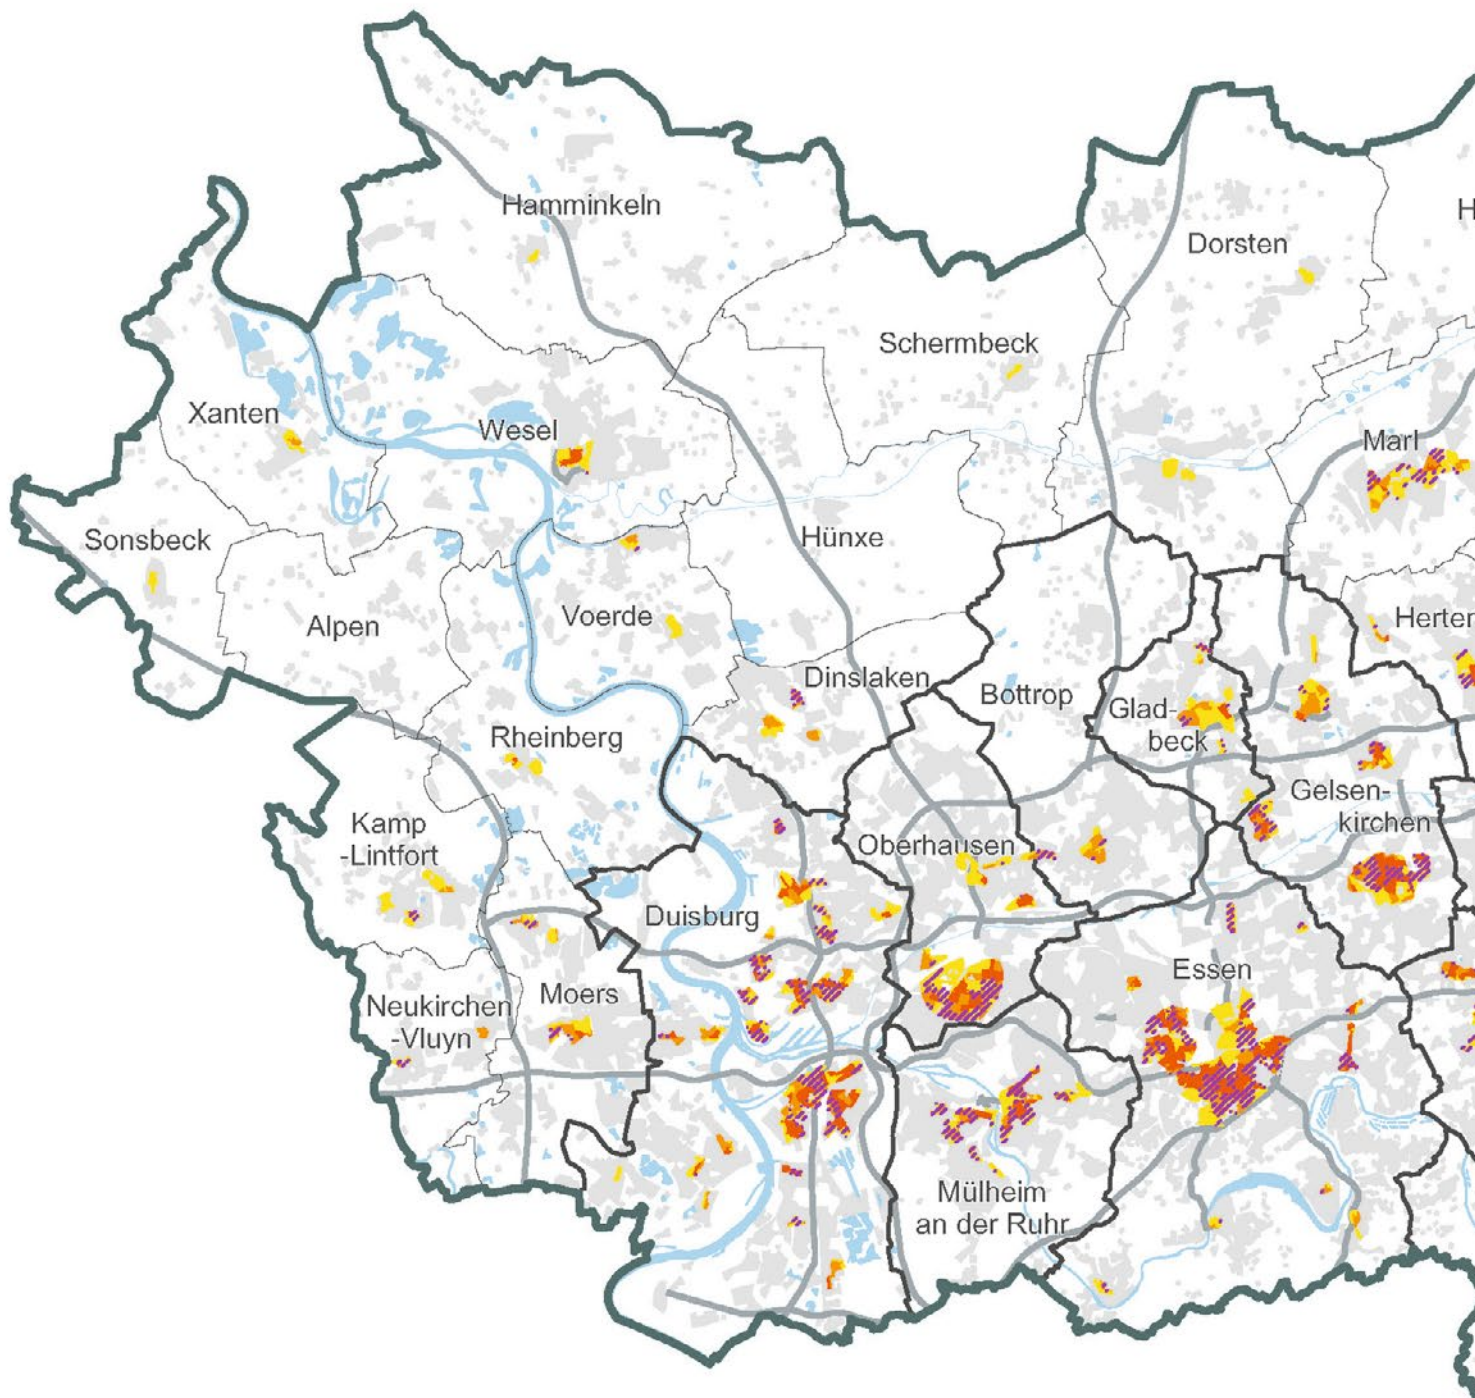 Hamminkeln
H
Dorsten
Schermbeck
Xanten
Wesel
Marl
Sonsbeck
Hünxe
Alpen
Voerde
Herten
Dinslaken
Bottrop
Glad-
beck
Rheinberg
Gelsen-
kirchen
Kamp
-Lintfort
Oberhausen
Duisburg
Essen
Neukirchen
-Vluyn
Moers
Mülheim
an der Ruhr